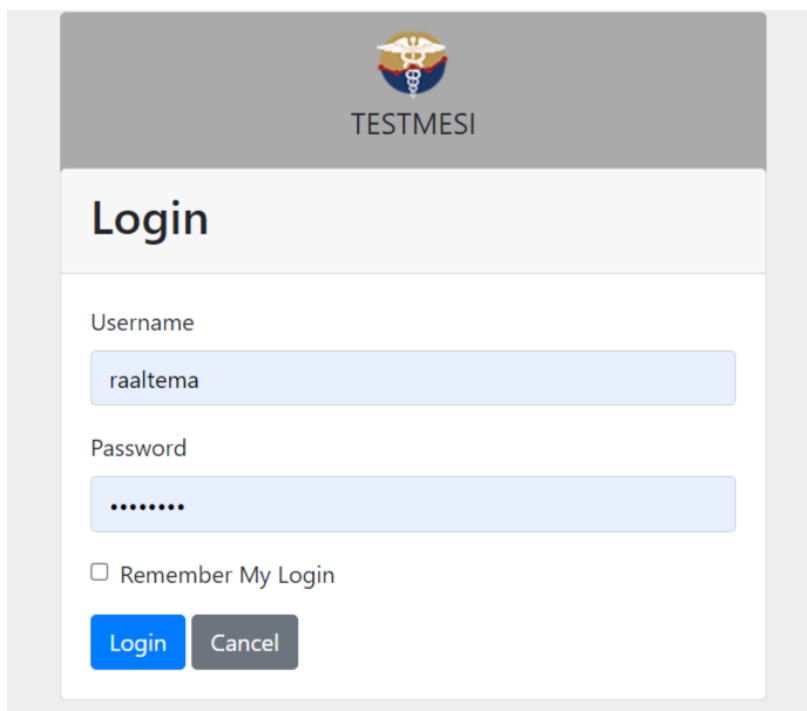 TESTMESI
Login
Username
raaltema
Password
••••••••
Remember My Login
Login Cancel